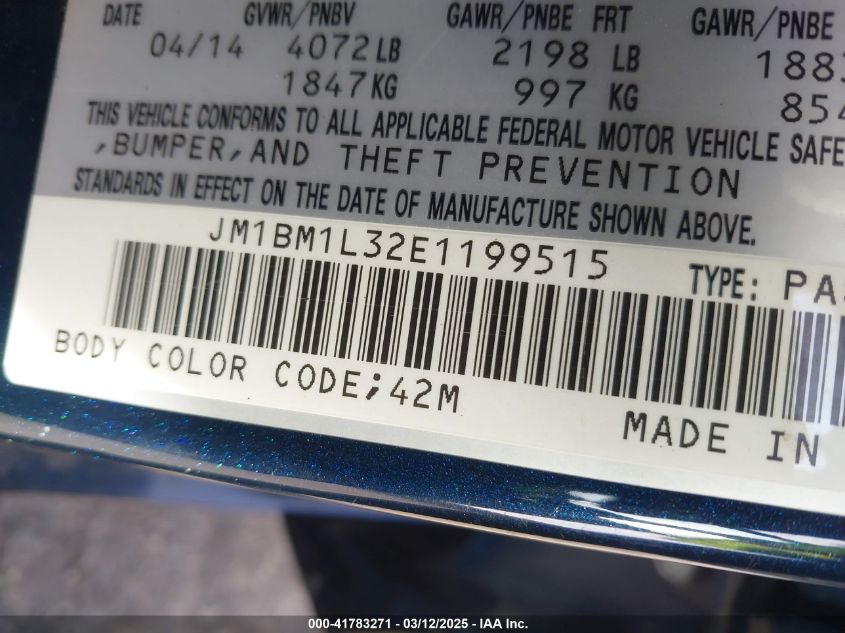 DATE GVWR/PNBV GAWR/PNBE FRT GAWR/PNBE
04/14 4072LB 2198 LB
1847KG 997 KG
THIS VEHICLE CONFORMS TO ALL APPLICABLE FEDERAL MOTOR VEHICLE
,BUMPER,AND THEFT PREVENTION
STANDARDS IN EFFECT ON THE DATE OF MANUFACTURE SHOWN ABOVE.
JM1BM1L32E1199515 TYPE:
BODY COLOR CODE;42M
MADE IN
000-41783271 - 03/12/2025 - IAA Inc.